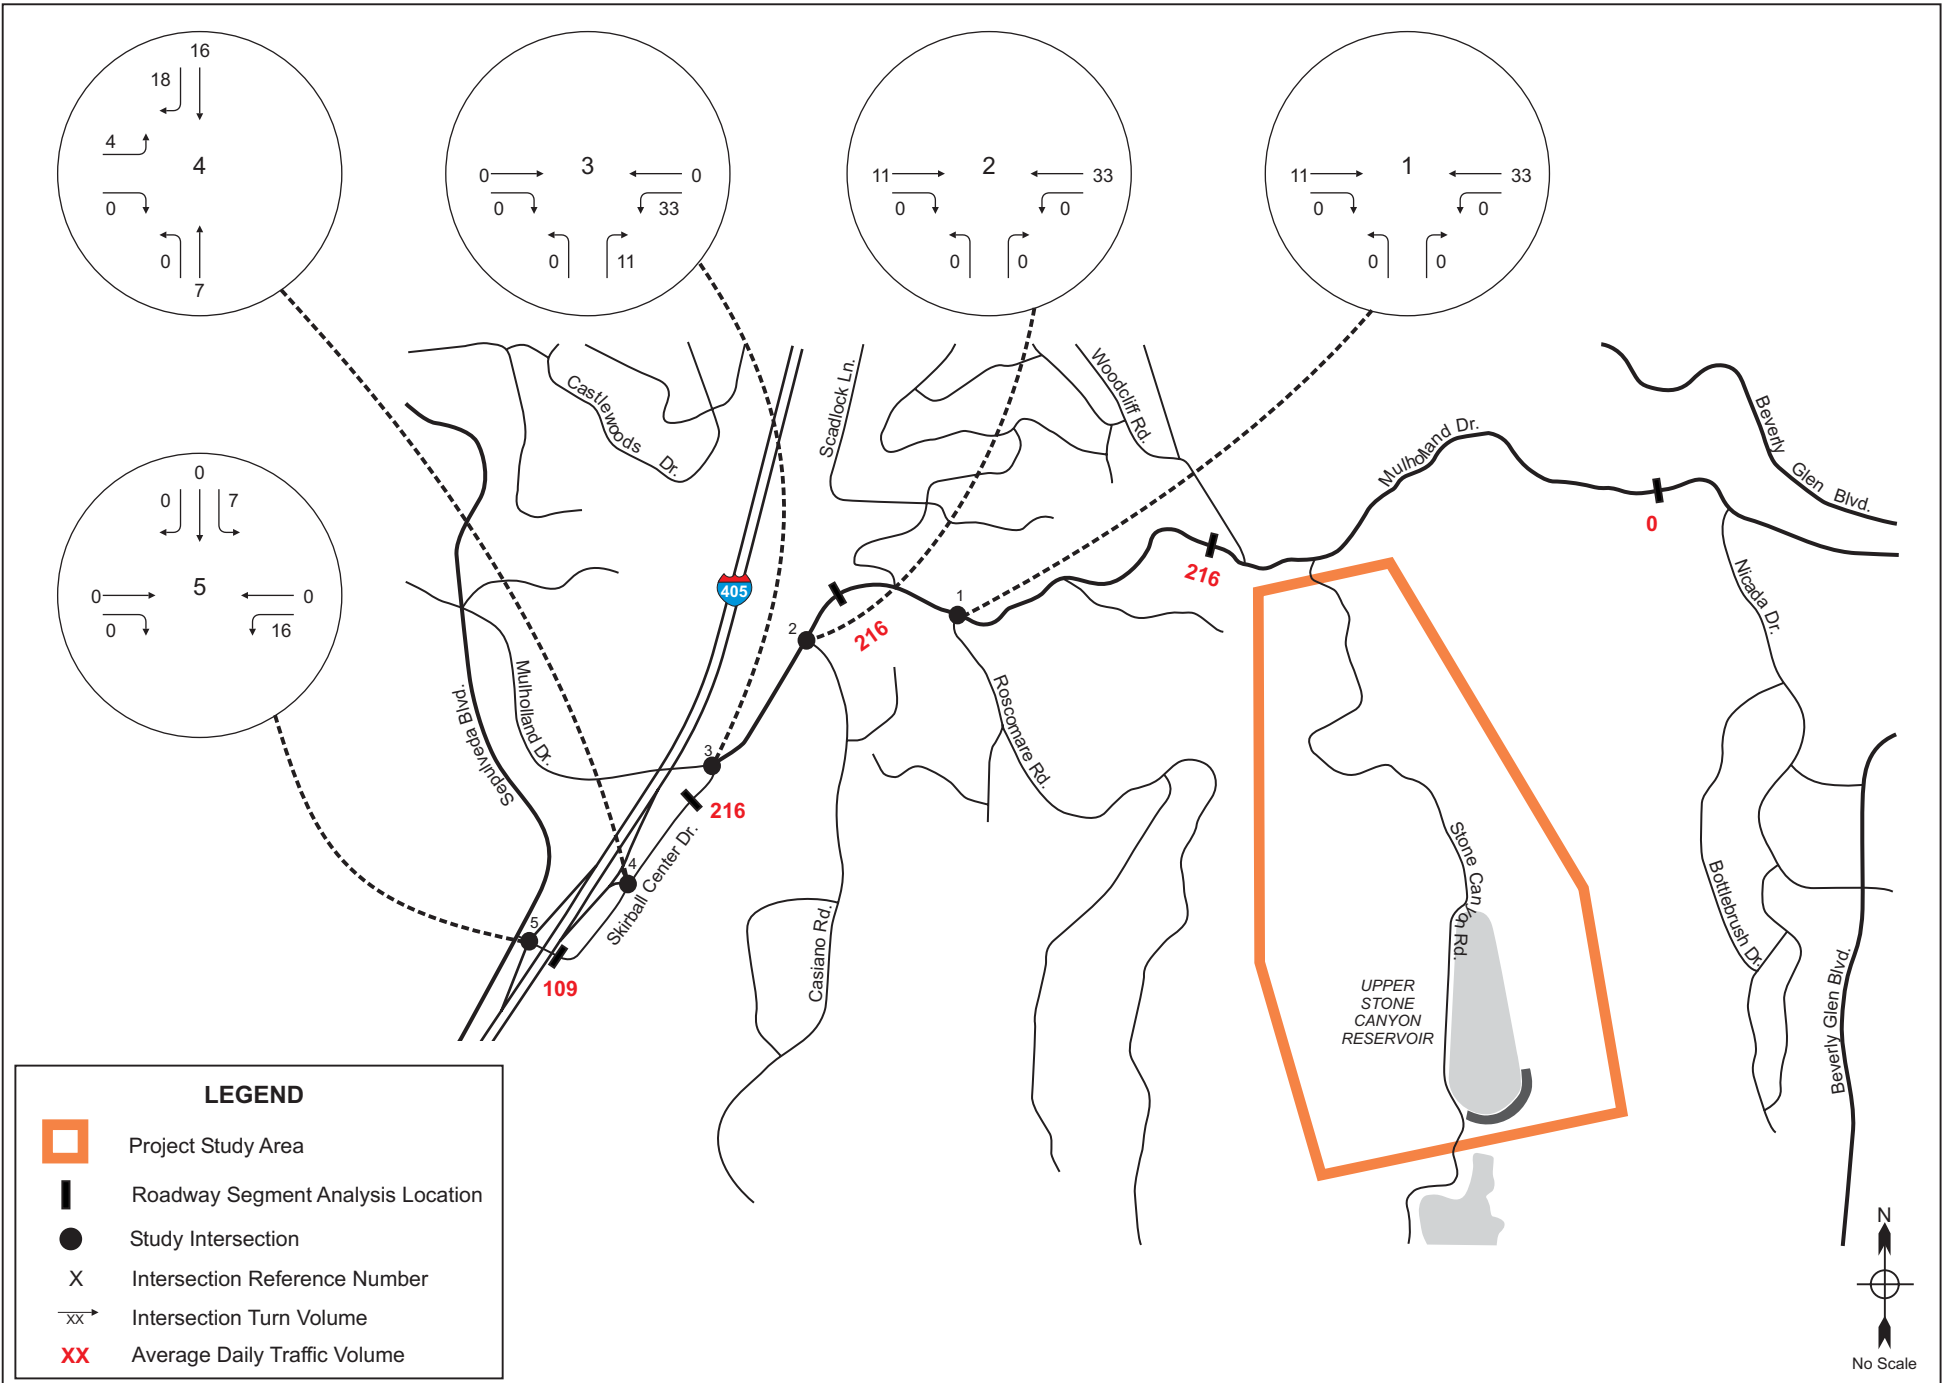 16
18
4
4
0
0
7
3
0
0
0
33
0
11
2
11
33
0
0
0
0
1
11
33
0
0
0
0
0
0
7
5
0
0
0
16
Castlewoods Dr.
Scadlock Ln.
Woodcliff Rd.
Mulholland Dr.
Beverly Glen Blvd.
0
216
405
1
2
216
Nicada Dr.
Mulholland Dr.
Sepulveda Blvd.
Roscomare Rd.
3
216
4
Skirball Center Dr.
5
109
Casiano Rd.
Stone Canyon Rd.
Bottlebrush Dr.
Beverly Glen Blvd.
UPPER
STONE
CANYON
RESERVOIR
LEGEND
Project Study Area
Roadway Segment Analysis Location
Study Intersection
X Intersection Reference Number
XX Intersection Turn Volume
XX Average Daily Traffic Volume
N
No Scale